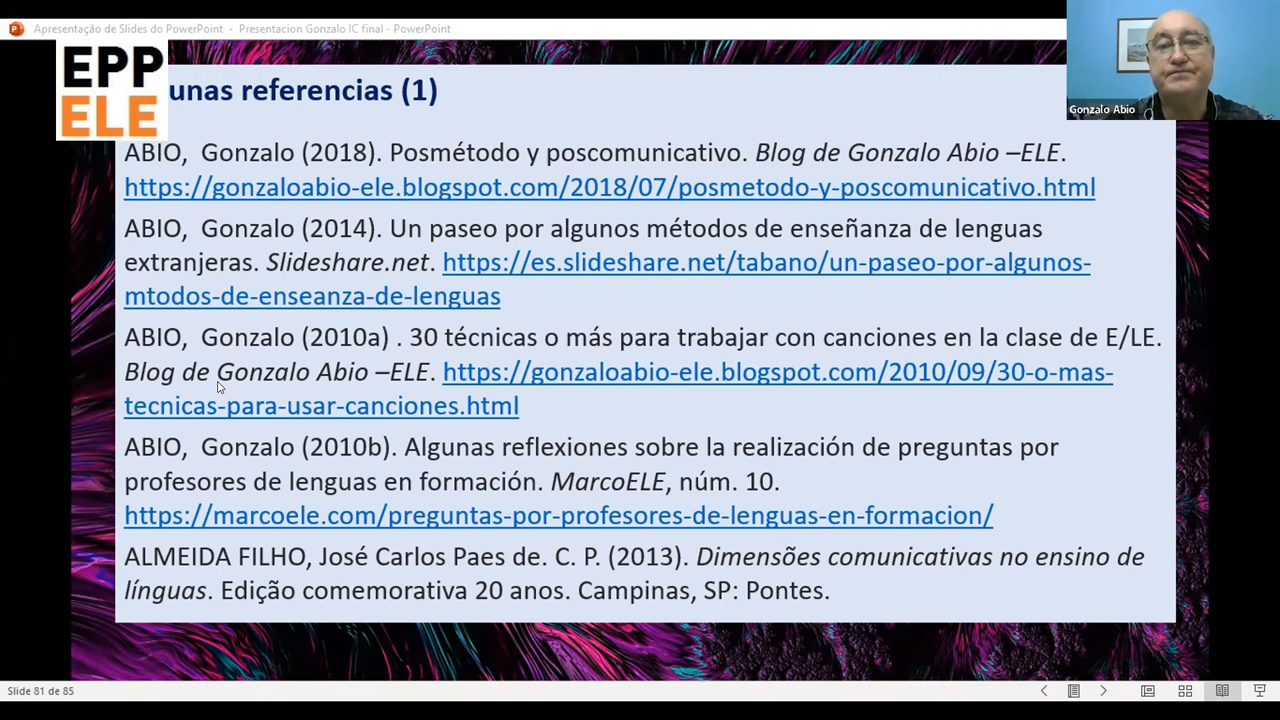 Apresentação de Slides do PowerPoint - Presentacion Gonzalo IC final - PowerPoint
EPP
ELE
unas referencias (1)
Gonzalo Abio
ABIO, Gonzalo (2018). Posmétodo y poscomunicativo. Blog de Gonzalo Abio –ELE.
https://gonzaloabio-ele.blogspot.com/2018/07/posmetodo-y-poscomunicativo.html
ABIO, Gonzalo (2014). Un paseo por algunos métodos de enseñanza de lenguas
extranjeras. Slideshare.net. https://es.slideshare.net/tabano/un-paseo-por-algunos-
mtodos-de-enseanza-de-lenguas
ABIO, Gonzalo (2010a) . 30 técnicas o más para trabajar con canciones en la clase de E/LE.
Blog de Gonzalo Abio –ELE. https://gonzaloabio-ele.blogspot.com/2010/09/30-o-mas-
tecnicas-para-usar-canciones.html
ABIO, Gonzalo (2010b). Algunas reflexiones sobre la realización de preguntas por
profesores de lenguas en formación. MarcoELE, núm. 10.
https://marcoele.com/preguntas-por-profesores-de-lenguas-en-formacion/
ALMEIDA FILHO, José Carlos Paes de. C. P. (2013). Dimensões comunicativas no ensino de
línguas. Edição comemorativa 20 anos. Campinas, SP: Pontes.
Slide 81 de 85